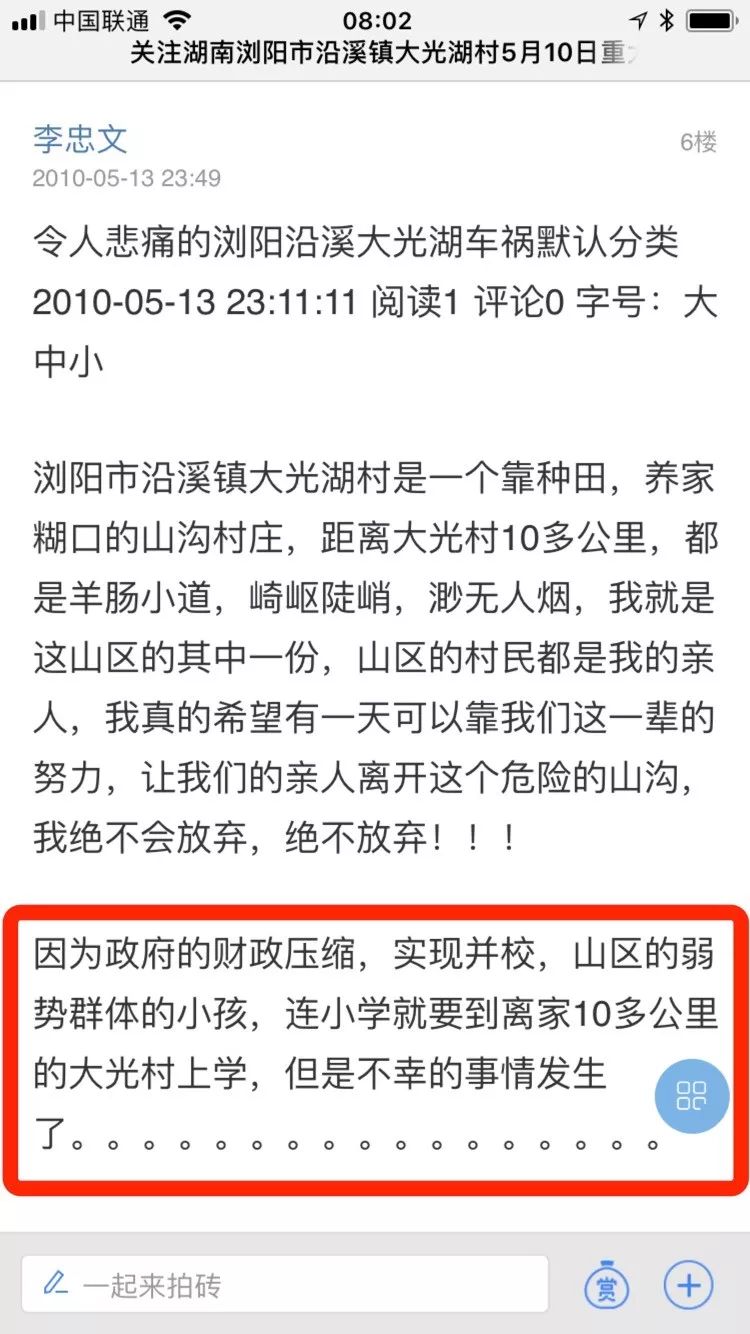 中国联通 08:02
关注湖南浏阳市沿溪镇大光湖村5月10日重
李忠文
6楼
2010-05-13 23:49
令人悲痛的浏阳沿溪大光湖车祸默认分类
2010-05-13 23:11:11 阅读1 评论0 字号：大
中小
浏阳市沿溪镇大光湖村是一个靠种田，养家
糊口的山沟村庄，距离大光村10多公里，都
是羊肠小道，崎岖陡峭，渺无人烟，我就是
这山区的其中一份，山区的村民都是我的亲
人，我真的希望有一天可以靠我们这一辈的
努力，让我们的亲人离开这个危险的山沟，
我绝不会放弃，绝不放弃！！！
因为政府的财政压缩，实现并校，山区的弱
势群体的小孩，连小学就要到离家10多公里
的大光村上学，但是不幸的事情发生
了。。。。。。。。。。。。。。。。。
一起来拍砖
赏